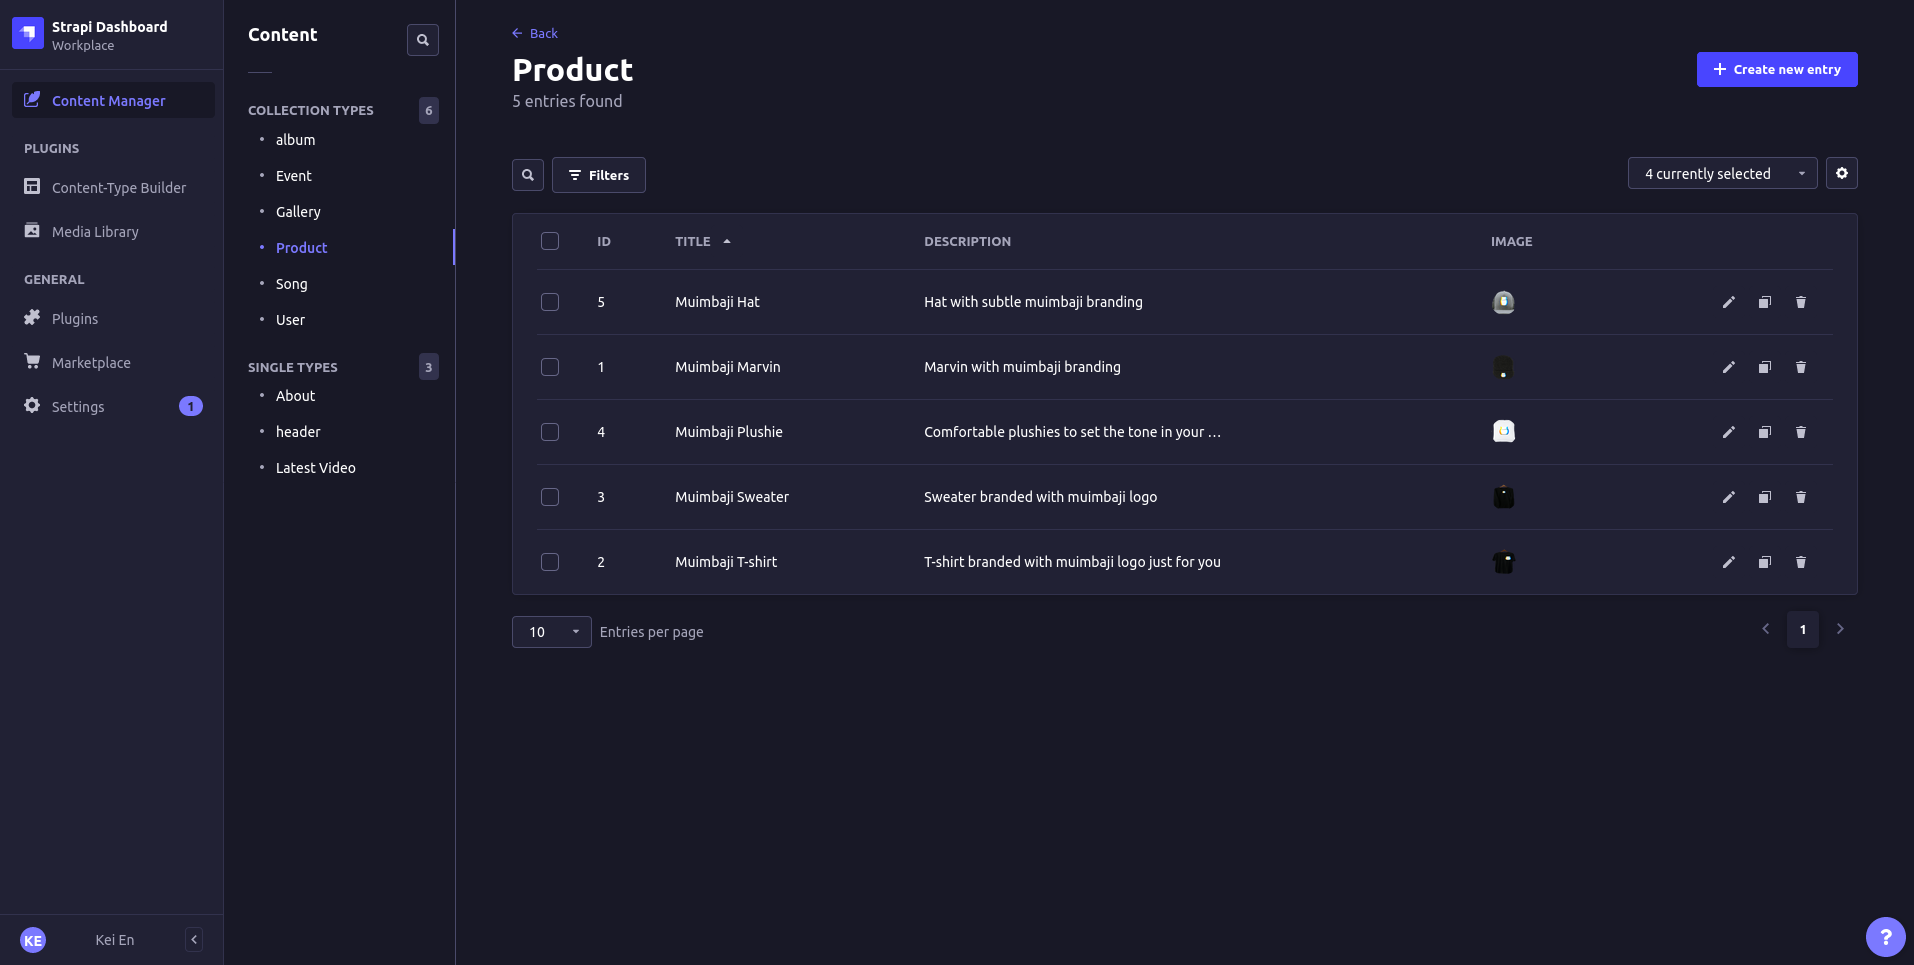 Strapi Dashboard
Workplace
Content Manager
PLUGINS
Content-Type Builder
Media Library
GENERAL
Plugins
Marketplace
Settings 1
KE Kei En
Content
COLLECTION TYPES 6
album
Event
Gallery
Product
Song
User
SINGLE TYPES 3
About
header
Latest Video
Back
Product
5 entries found
Create new entry
Filters
4 currently selected
ID TITLE DESCRIPTION IMAGE
5 Muimbaji Hat Hat with subtle muimbaji branding
1 Muimbaji Marvin Marvin with muimbaji branding
4 Muimbaji Plushie Comfortable plushies to set the tone in your …
3 Muimbaji Sweater Sweater branded with muimbaji logo
2 Muimbaji T-shirt T-shirt branded with muimbaji logo just for you
10 Entries per page
1
?